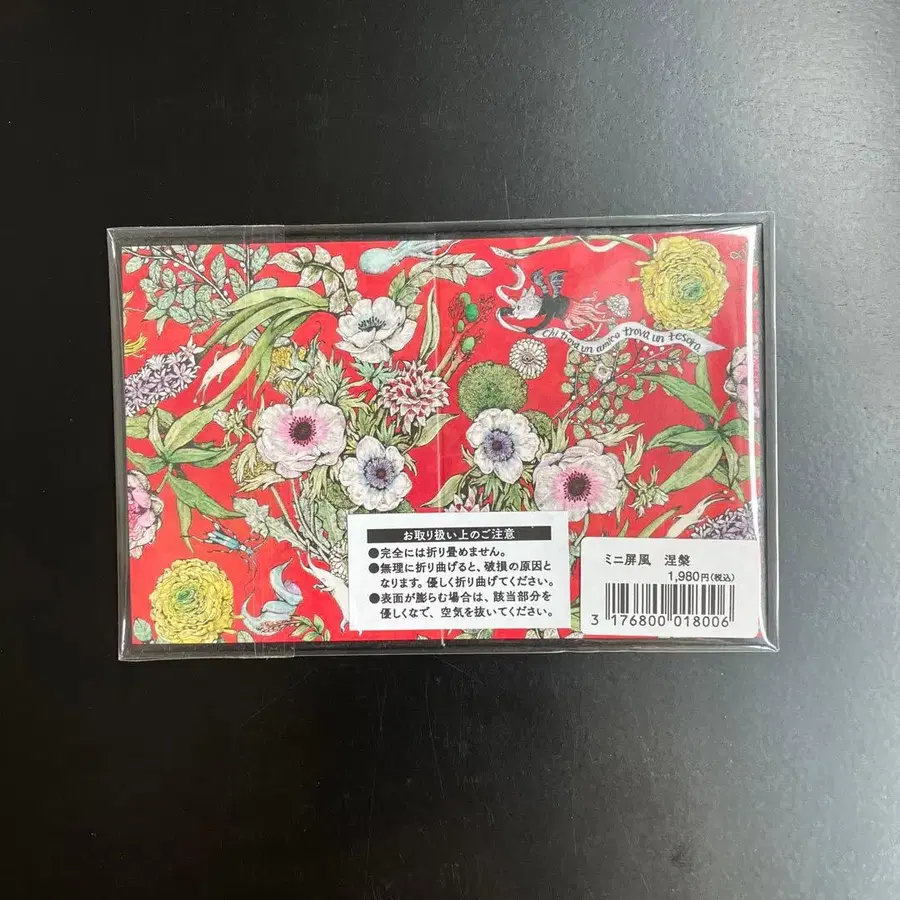 Chi trova un amico trova un tesoro
お取り扱い上のご注意
●完全には折り畳めません。
●無理に折り曲げると、破損の原因と
なります。優しく折り曲げてください。
●表面が膨らむ場合は、該当部分を
優しくなで、空気を抜いてください。
ミニ屏風 涅槃
1,980円(税込)
3 176800 018006